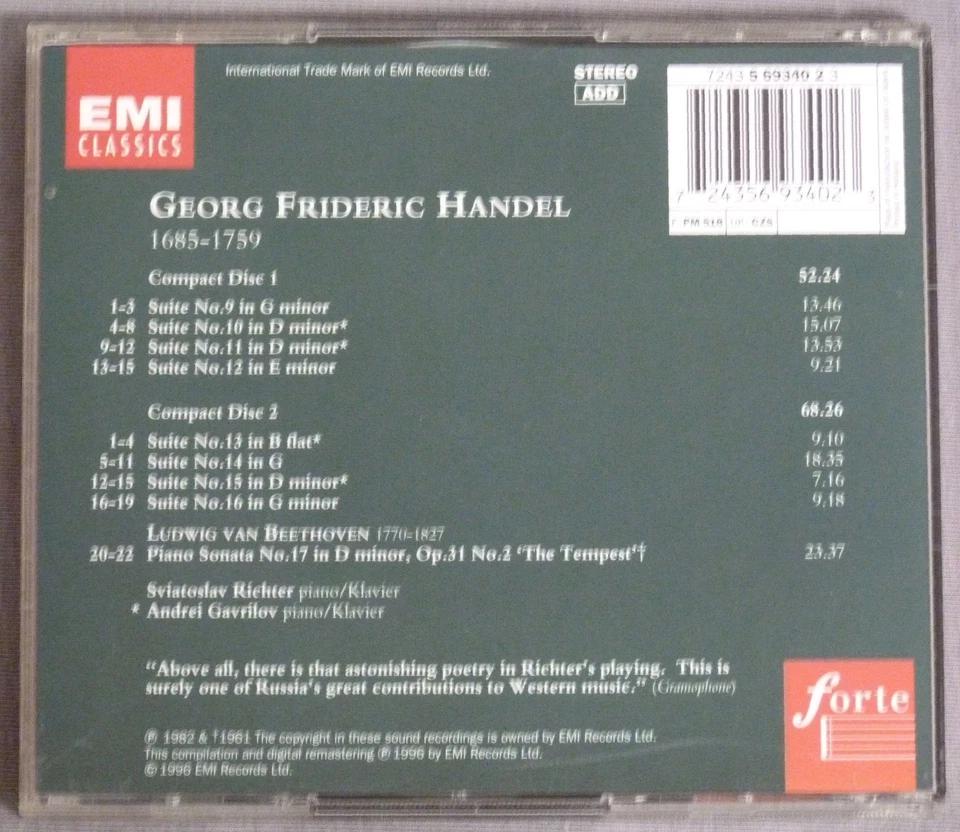 EMI
CLASSICS
International Trade Mark of EMI Records Ltd.
STEREO
ADD
7243 5 69340 2 3
7 24356 93402 3
GEORG FRIDERIC HANDEL
1685-1759
Compact Disc 1 52.24
1-3 Suite No.9 in G minor 13.46
4-8 Suite No.10 in D minor* 15.07
9-12 Suite No.11 in D minor* 13.53
13-15 Suite No.12 in E minor 9.21
Compact Disc 2 68.26
1-4 Suite No.13 in B flat* 9.10
5-11 Suite No.14 in G 18.35
12-15 Suite No.15 in D minor* 7.16
16-19 Suite No.16 in G minor 9.18
LUDWIG VAN BEETHOVEN 1770-1827
20-22 Piano Sonata No.17 in D minor, Op.31 No.2 'The Tempest'† 23.37
Sviatoslav Richter piano/Klavier
* Andrei Gavrilov piano/Klavier
"Above all, there is that astonishing poetry in Richter's playing. This is
surely one of Russia's great contributions to Western music." (Gramophone)
℗ 1982 & †1961 The copyright in these sound recordings is owned by EMI Records Ltd.
This compilation and digital remastering ℗ 1996 by EMI Records Ltd.
© 1996 EMI Records Ltd.
forte